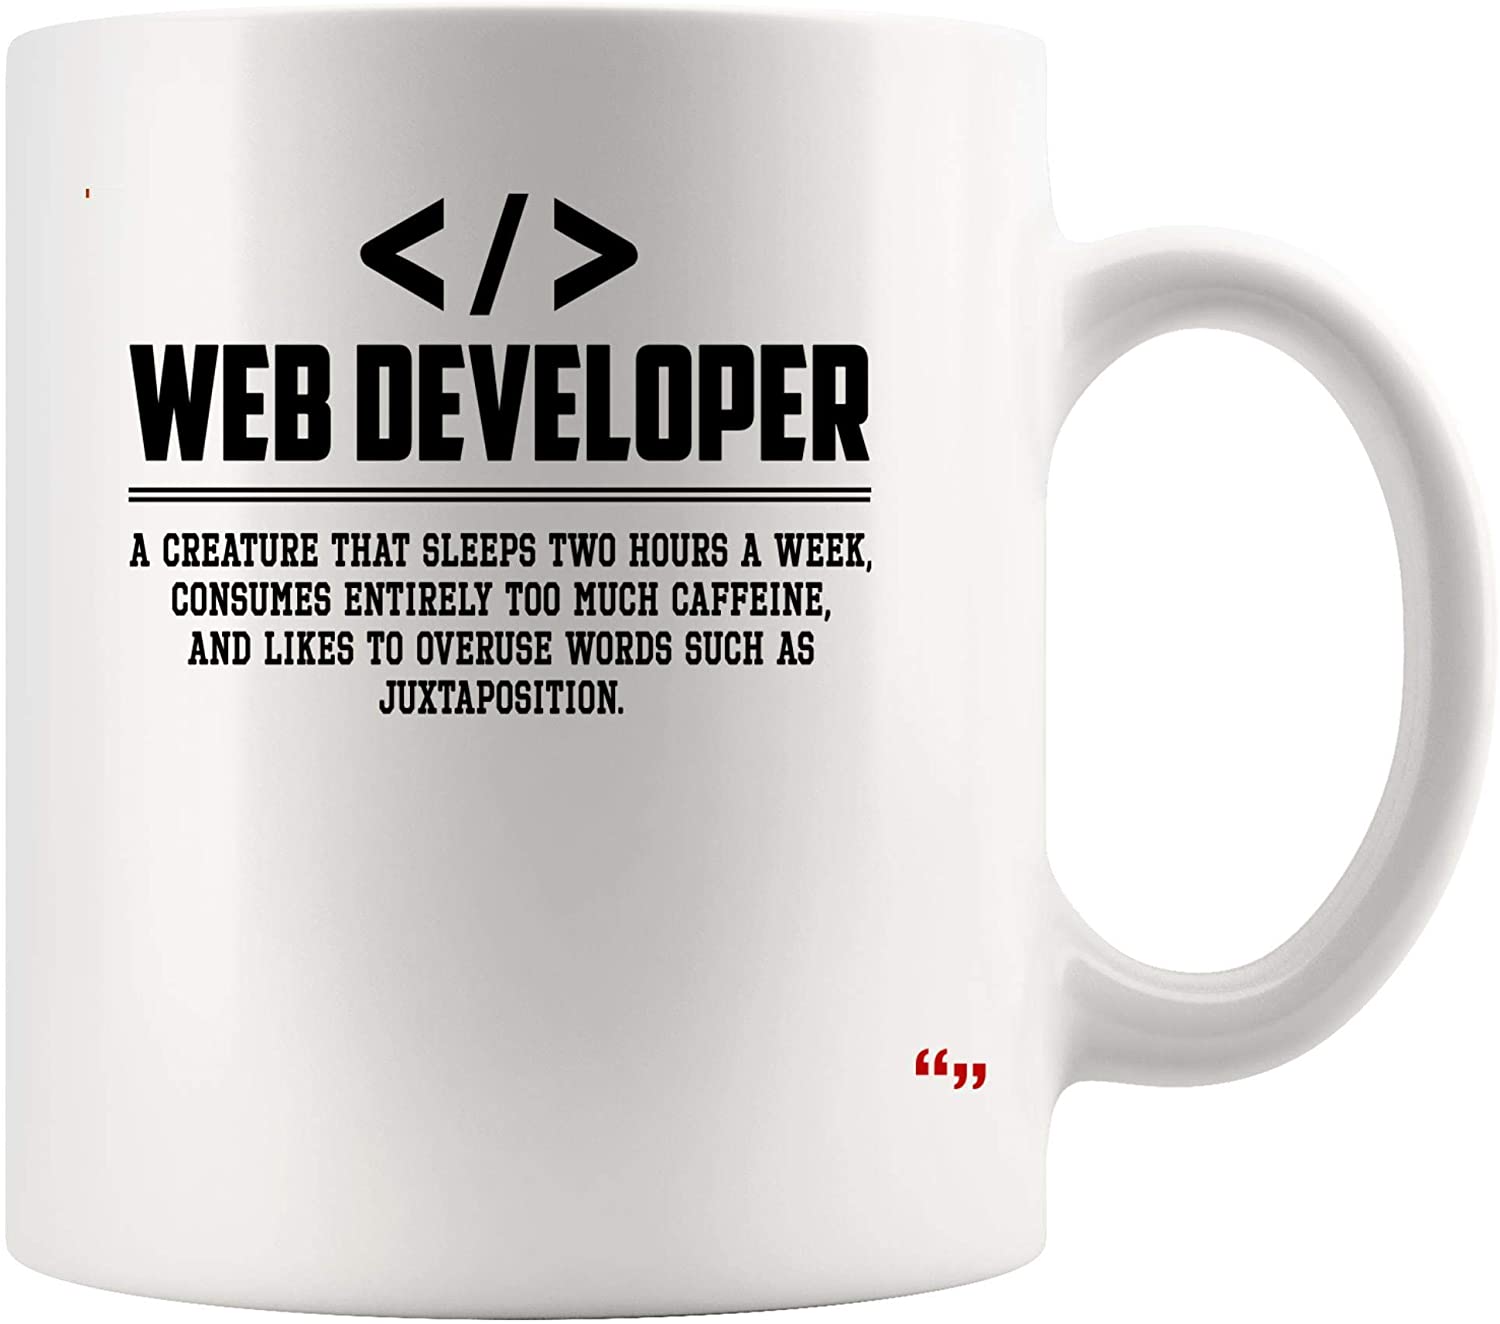 </>
WEB DEVELOPER
A CREATURE THAT SLEEPS TWO HOURS A WEEK,
CONSUMES ENTIRELY TOO MUCH CAFFEINE,
AND LIKES TO OVERUSE WORDS SUCH AS
JUXTAPOSITION.
“„